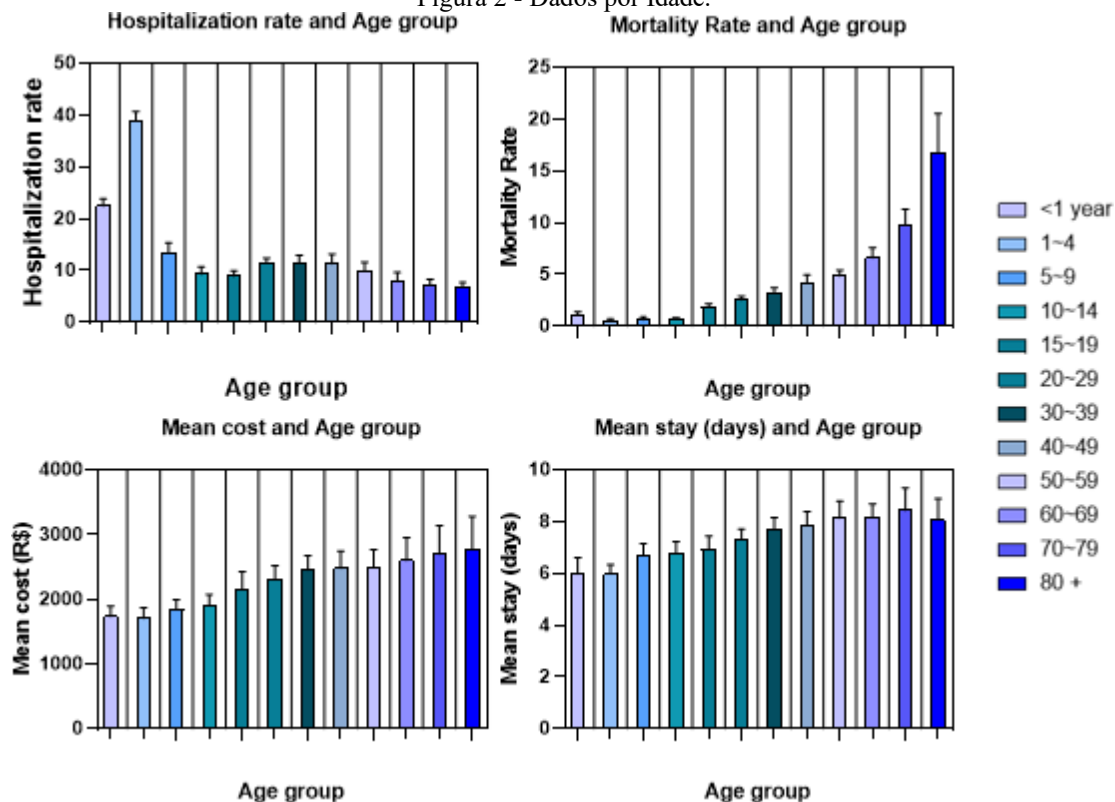 Figura 2 - Dados por Idade.
Hospitalization rate and Age group
50
40
30
20
10
0
Hospitalization rate
Age group
Mortality Rate and Age group
25
20
15
10
5
0
Mortality Rate
Age group
<1 year
1~4
5~9
10~14
15~19
20~29
30~39
40~49
50~59
60~69
70~79
80 +
Mean cost and Age group
4000
3000
2000
1000
0
Mean cost (R$)
Age group
Mean stay (days) and Age group
10
8
6
4
2
0
Mean stay (days)
Age group